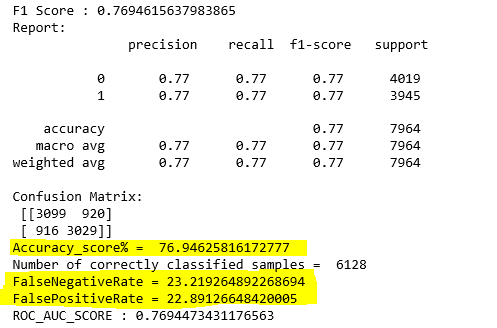 F1 Score : 0.7694615637983865
Report:
precision recall f1-score support
0 0.77 0.77 0.77 4019
1 0.77 0.77 0.77 3945
accuracy 0.77 7964
macro avg 0.77 0.77 0.77 7964
weighted avg 0.77 0.77 0.77 7964
Confusion Matrix:
[[3099 920]
[ 916 3029]]
Accuracy_score% = 76.94625816172777
Number of correctly classified samples = 6128
FalseNegativeRate = 23.219264892268694
FalsePositiveRate = 22.89126648420005
ROC_AUC_SCORE : 0.7694473431176563